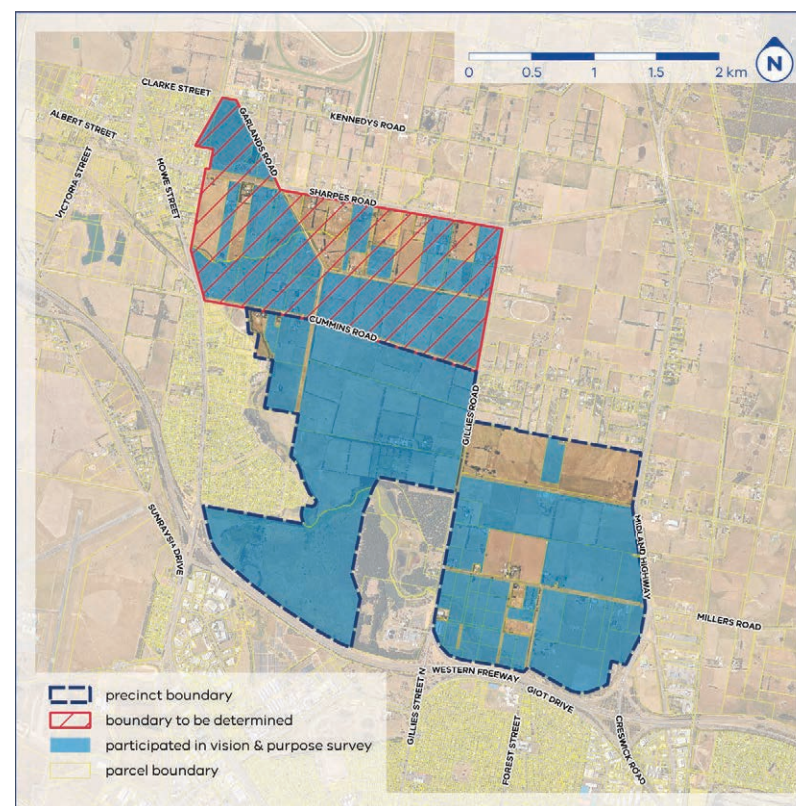 0 0.5 1 1.5 2 km
N
CLARKE STREET
ALBERT STREET
VICTORIA STREET
HOWE STREET
GARLANDS ROAD
KENNEDYS ROAD
SHARPES ROAD
CUMMINS ROAD
GILLIES ROAD
SUNRAYSIA DRIVE
MIDLAND HIGHWAY
MILLERS ROAD
WESTERN FREEWAY
GIOT DRIVE
GILLIES STREET N
FOREST STREET
CRESWICK ROAD
precinct boundary
boundary to be determined
participated in vision & purpose survey
parcel boundary